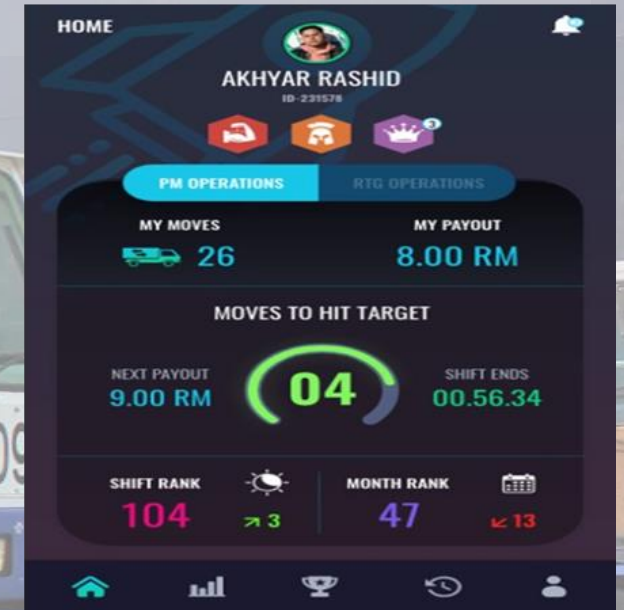 HOME
AKHYAR RASHID
ID-231578
3
PM OPERATIONS
RTG OPERATIONS
MY MOVES
MY PAYOUT
26
8.00 RM
MOVES TO HIT TARGET
NEXT PAYOUT
9.00 RM
04
SHIFT ENDS
00.56.34
SHIFT RANK
MONTH RANK
104
3
47
13